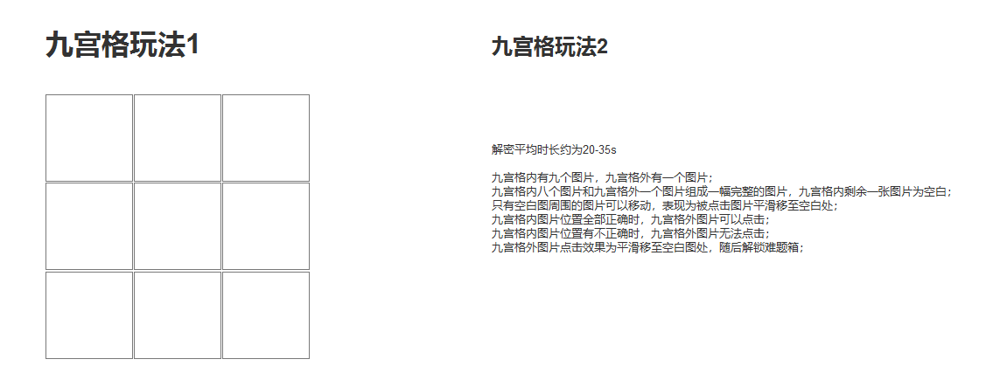 九宫格玩法1
九宫格玩法2
解密平均时长约为20-35s
九宫格内有九个图片，九宫格外有一个图片；
九宫格内八个图片和九宫格外一个图片组成一幅完整的图片，九宫格内剩余一张图片为空白；
只有空白图周围的图片可以移动，表现为被点击图片平滑移至空白处；
九宫格内图片位置全部正确时，九宫格外图片可以点击；
九宫格内图片位置有不正确时，九宫格外图片无法点击；
九宫格外图片点击效果为平滑移至空白图处，随后解锁难题箱；